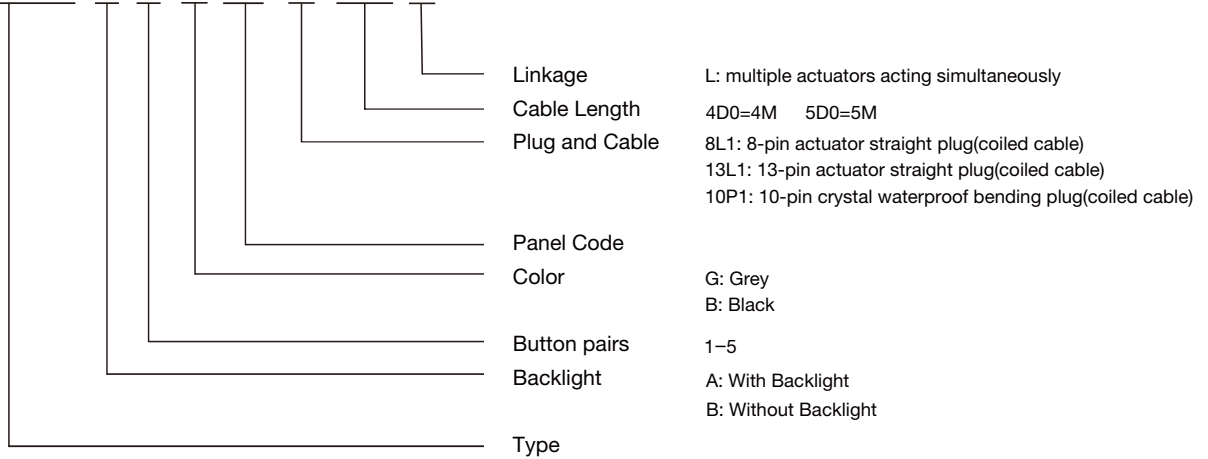 Linkage L: multiple actuators acting simultaneously
Cable Length 4D0=4M 5D0=5M
Plug and Cable 8L1: 8-pin actuator straight plug(coiled cable)
13L1: 13-pin actuator straight plug(coiled cable)
10P1: 10-pin crystal waterproof bending plug(coiled cable)
Panel Code
Color G: Grey
B: Black
Button pairs 1–5
Backlight A: With Backlight
B: Without Backlight
Type